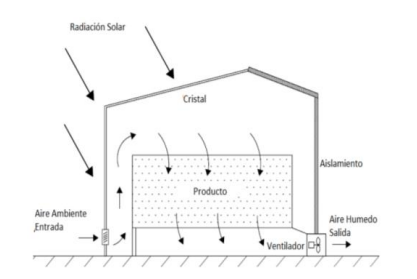 Radiación Solar
Cristal
Aislamiento
Producto
Aire Ambiente
Entrada
Aire Humedo
Salida
Ventilador